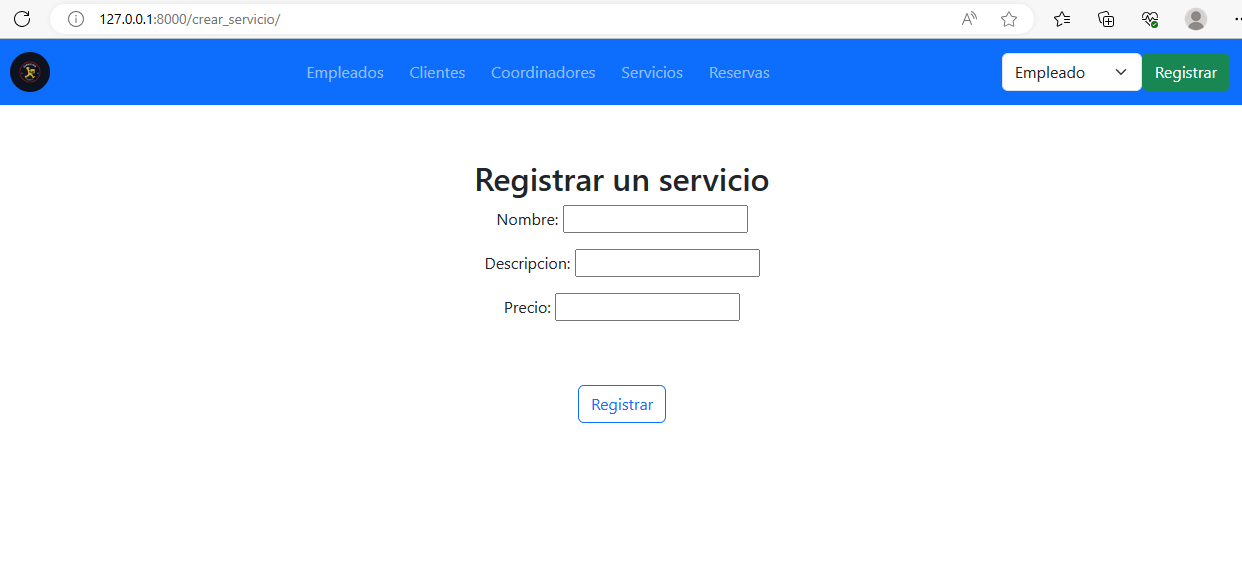 127.0.0.1:8000/crear_servicio/
Empleados Clientes Coordinadores Servicios Reservas Empleado Registrar
Registrar un servicio
Nombre:
Descripcion:
Precio:
Registrar